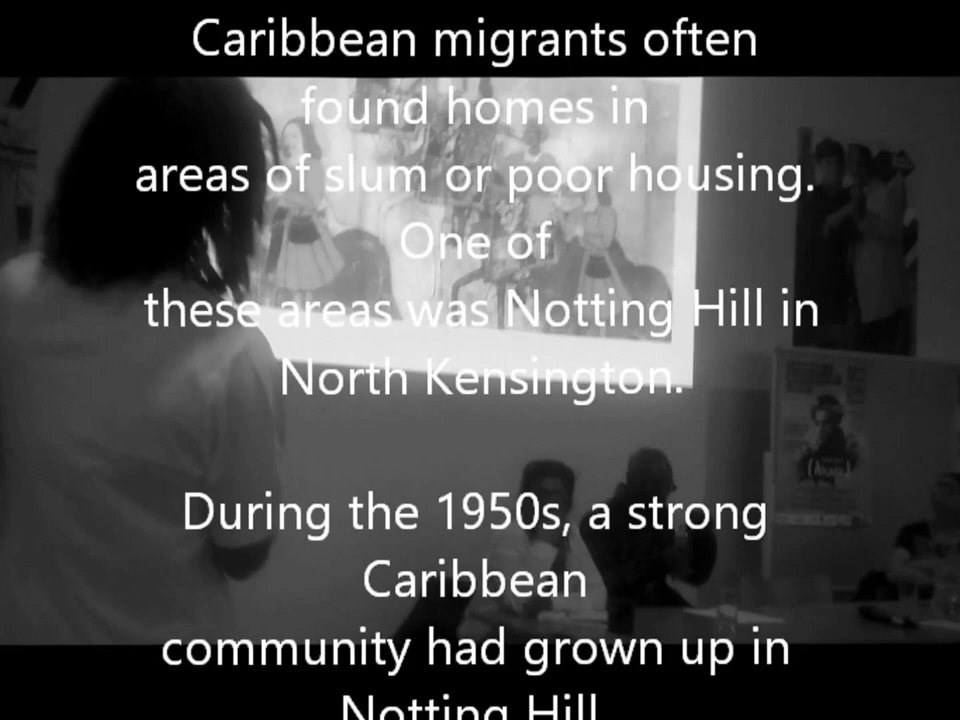 Caribbean migrants often
found homes in
areas of slum or poor housing.
One of
these areas was Notting Hill in
North Kensington.
During the 1950s, a strong
Caribbean
community had grown up in
Notting Hill